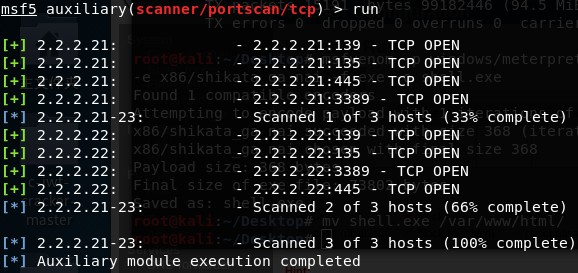 msf5 auxiliary(scanner/portscan/tcp) > run
[+] 2.2.2.21: - 2.2.2.21:139 - TCP OPEN
[+] 2.2.2.21: - 2.2.2.21:135 - TCP OPEN
[+] 2.2.2.21: - 2.2.2.21:445 - TCP OPEN
[+] 2.2.2.21: - 2.2.2.21:3389 - TCP OPEN
[*] 2.2.2.21-23: - Scanned 1 of 3 hosts (33% complete)
[+] 2.2.2.22: - 2.2.2.22:139 - TCP OPEN
[+] 2.2.2.22: - 2.2.2.22:135 - TCP OPEN
[+] 2.2.2.22: - 2.2.2.22:3389 - TCP OPEN
[+] 2.2.2.22: - 2.2.2.22:445 - TCP OPEN
[*] 2.2.2.21-23: - Scanned 2 of 3 hosts (66% complete)
[*] 2.2.2.21-23: - Scanned 3 of 3 hosts (100% complete)
[*] Auxiliary module execution completed